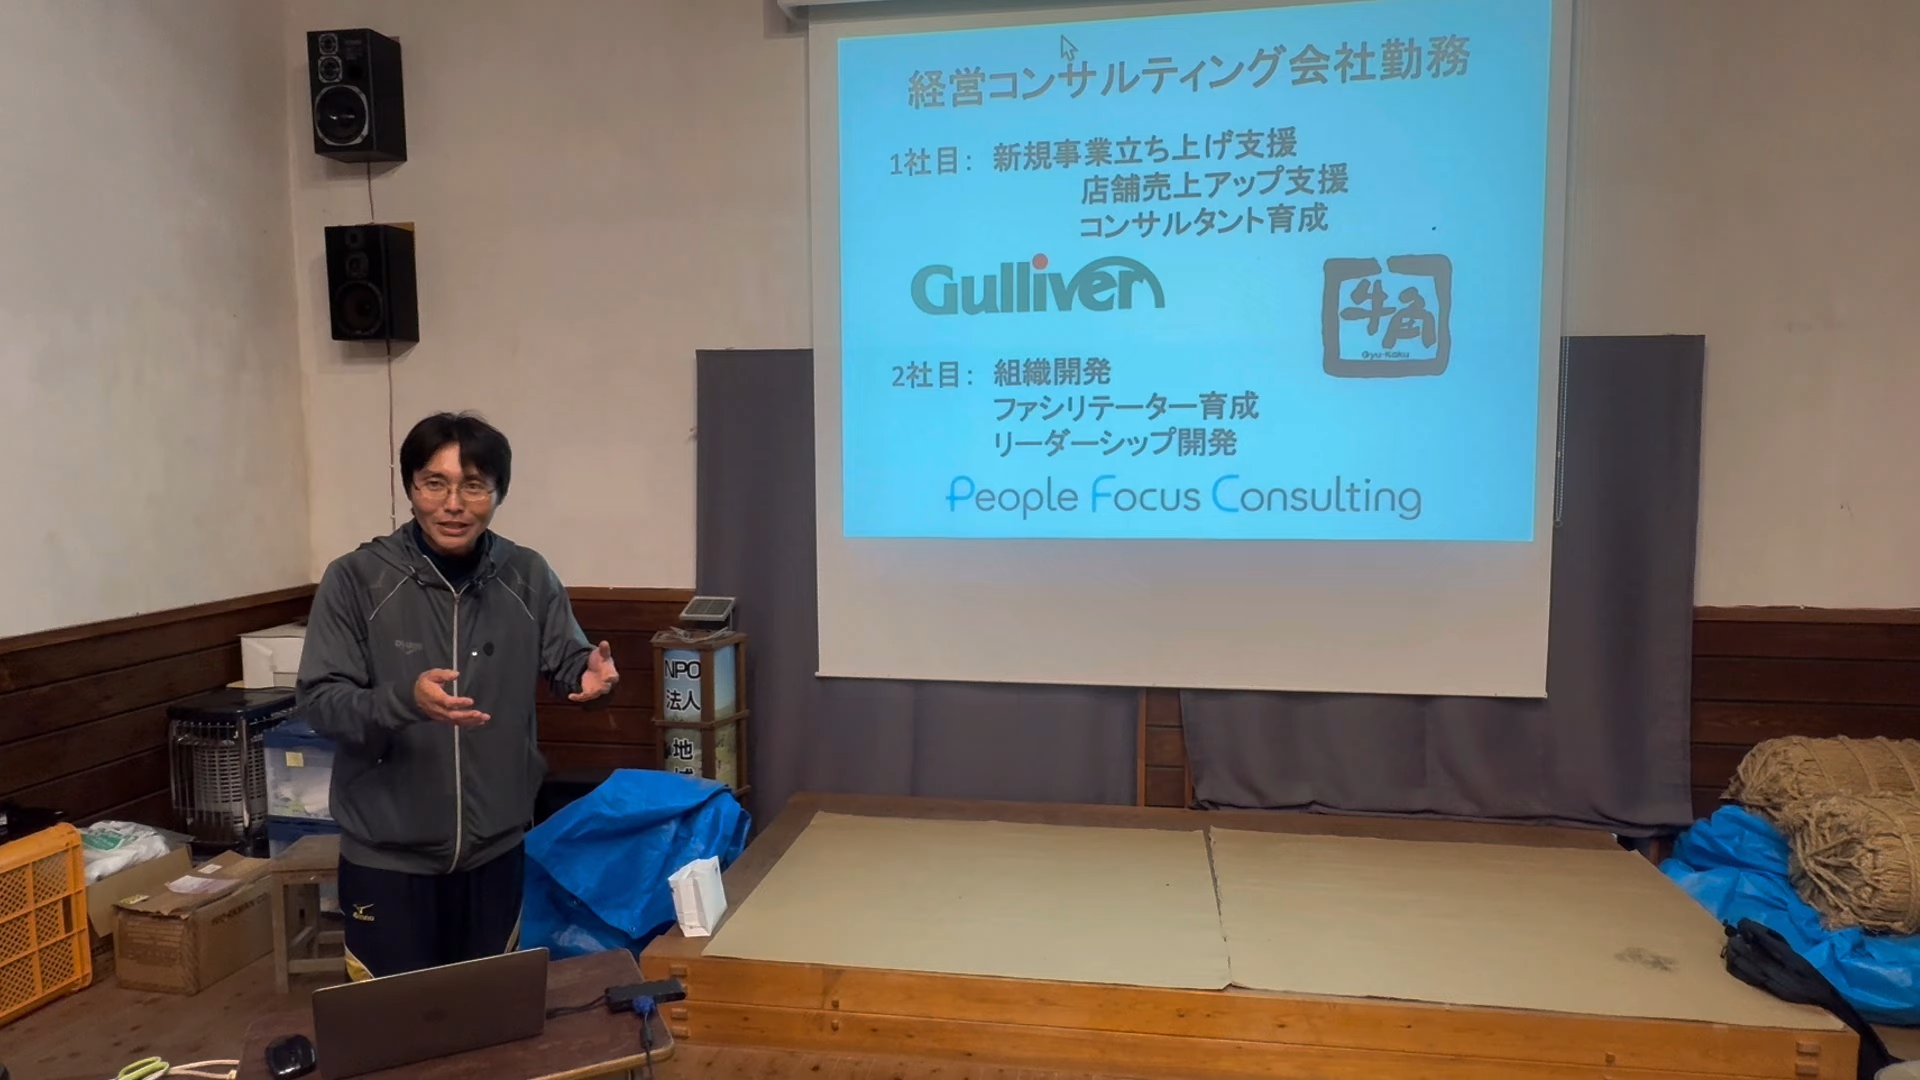 経営コンサルティング会社勤務
1社目： 新規事業立ち上げ支援
店舗売上アップ支援
コンサルタント育成
Gulliver
牛角
Gyu-Kaku
2社目： 組織開発
ファシリテーター育成
リーダーシップ開発
People Focus Consulting
NPO
法人
地